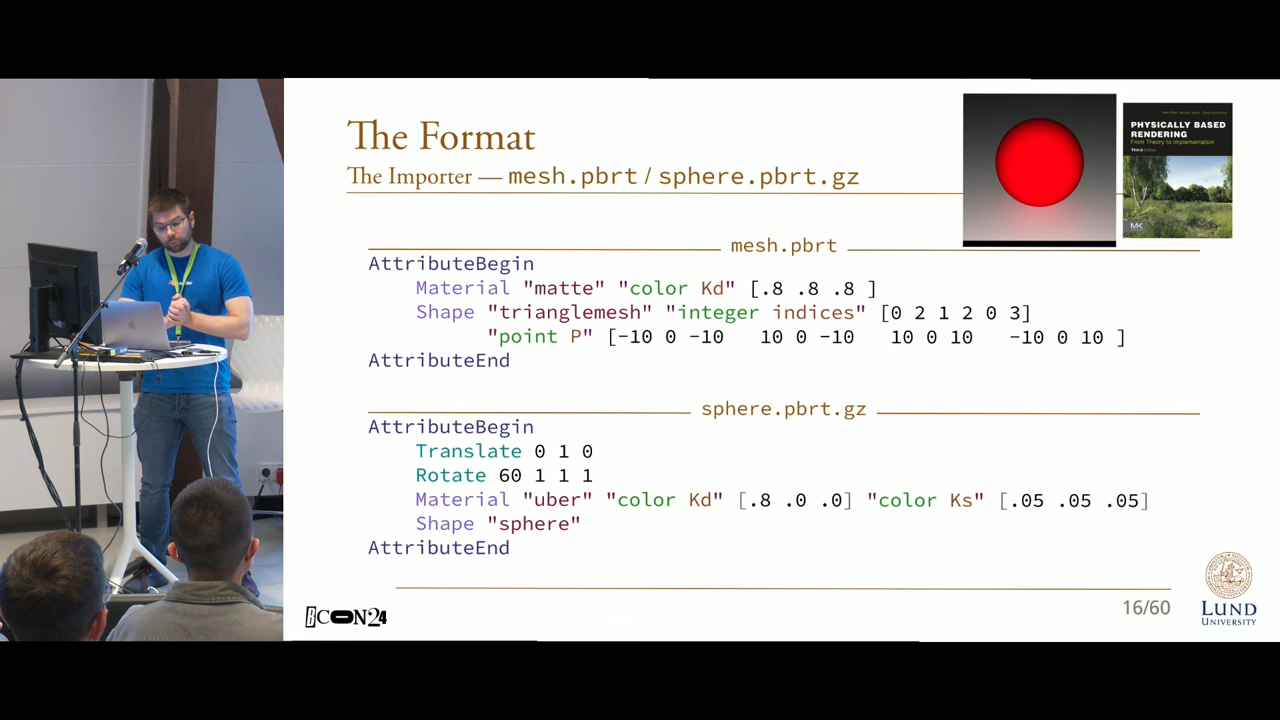 The Format
The Importer — mesh.pbrt / sphere.pbrt.gz
PHYSICALLY BASED
RENDERING
From Theory to Implementation
Third Edition
MK
mesh.pbrt
AttributeBegin
Material "matte" "color Kd" [.8 .8 .8 ]
Shape "trianglemesh" "integer indices" [0 2 1 2 0 3]
"point P" [-10 0 -10 10 0 -10 10 0 10 -10 0 10 ]
AttributeEnd
sphere.pbrt.gz
AttributeBegin
Translate 0 1 0
Rotate 60 1 1 1
Material "uber" "color Kd" [.8 .0 .0] "color Ks" [.05 .05 .05]
Shape "sphere"
AttributeEnd
BCON24
16/60
LUND
UNIVERSITY